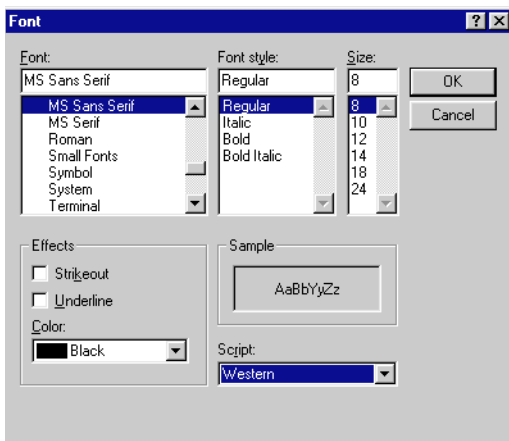 Font
Font:
MS Sans Serif
MS Sans Serif
MS Serif
Roman
Small Fonts
Symbol
System
Terminal
Font style:
Regular
Regular
Italic
Bold
Bold Italic
Size:
8
8
10
12
14
18
24
OK
Cancel
Effects
Strikeout
Underline
Color:
Black
Sample
AaBbYyZz
Script:
Western